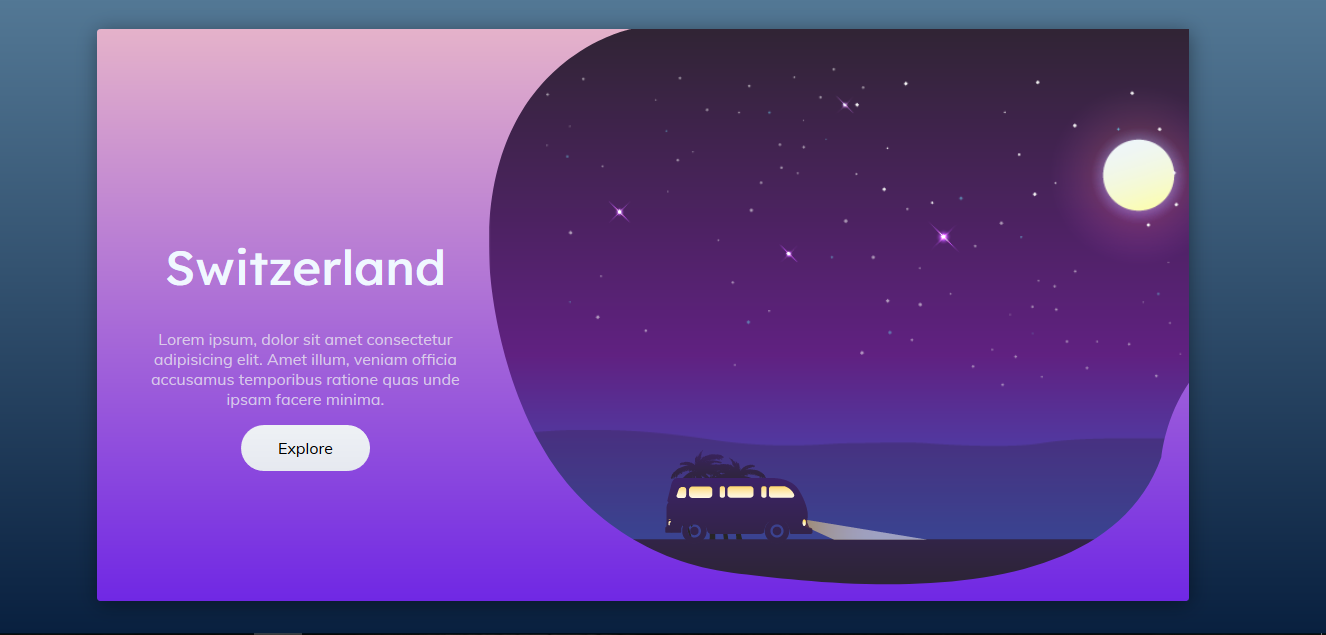 Switzerland
Lorem ipsum, dolor sit amet consectetur
adipisicing elit. Amet illum, veniam officia
accusamus temporibus ratione quas unde
ipsam facere minima.
Explore